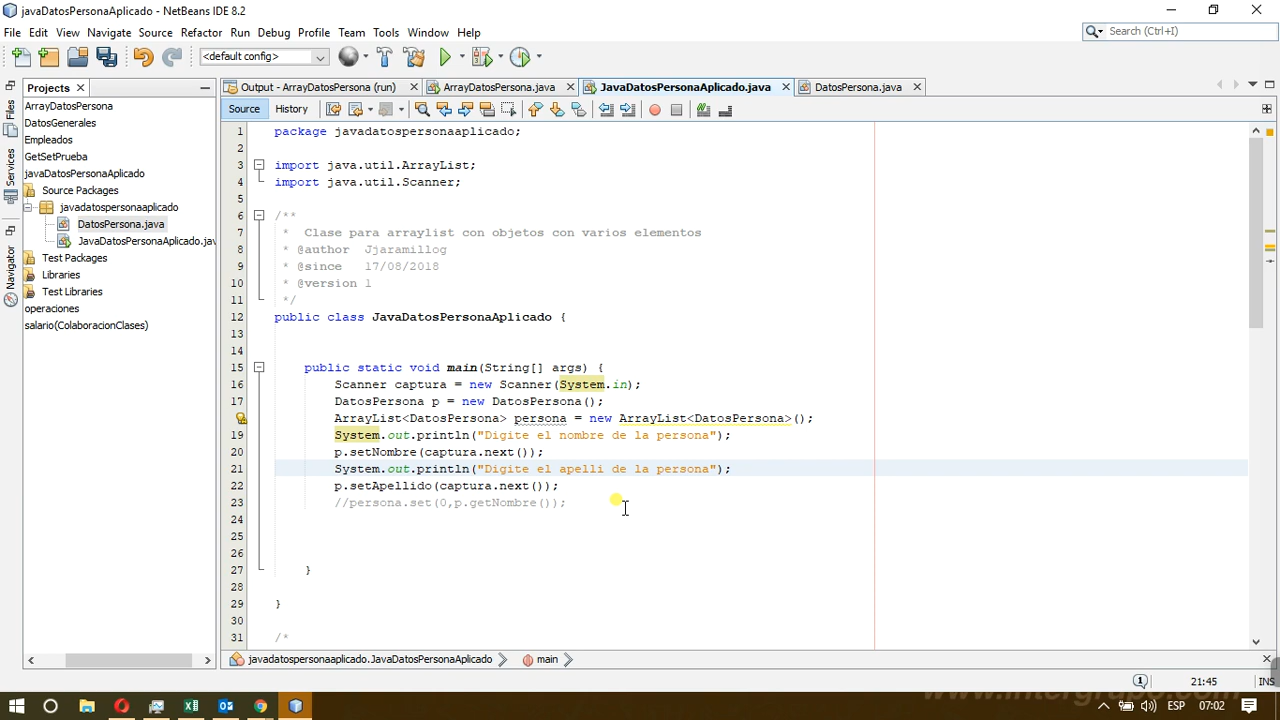 javaDatosPersonaAplicado - NetBeans IDE 8.2
File Edit View Navigate Source Refactor Run Debug Profile Team Tools Window Help
Search (Ctrl+I)
<default config>
Projects
Output - ArrayDatosPersona (run) ArrayDatosPersona.java JavaDatosPersonaAplicado.java DatosPersona.java
Source History
Files
Services
Navigator
ArrayDatosPersona
DatosGenerales
Empleados
GetSetPrueba
javaDatosPersonaAplicado
Source Packages
javadatospersonaaplicado
DatosPersona.java
JavaDatosPersonaAplicado.jav
Test Packages
Libraries
Test Libraries
operaciones
salario(ColaboracionClases)
1 package javadatospersonaaplicado;
2
3 import java.util.ArrayList;
4 import java.util.Scanner;
5
6 /**
7 * Clase para arraylist con objetos con varios elementos
8 * @author Jjaramillog
9 * @since 17/08/2018
10 * @version 1
11 */
12 public class JavaDatosPersonaAplicado {
13
14
15 public static void main(String[] args) {
16 Scanner captura = new Scanner(System.in);
17 DatosPersona p = new DatosPersona();
ArrayList<DatosPersona> persona = new ArrayList<DatosPersona>();
19 System.out.println("Digite el nombre de la persona");
20 p.setNombre(captura.next());
21 System.out.println("Digite el apelli de la persona");
22 p.setApellido(captura.next());
23 //persona.set(0,p.getNombre());
24
25
26
27 }
28
29 }
30
31 /*
javadatospersonaaplicado.JavaDatosPersonaAplicado main
21:45 INS
www.intergrupo.com
ESP 07:02